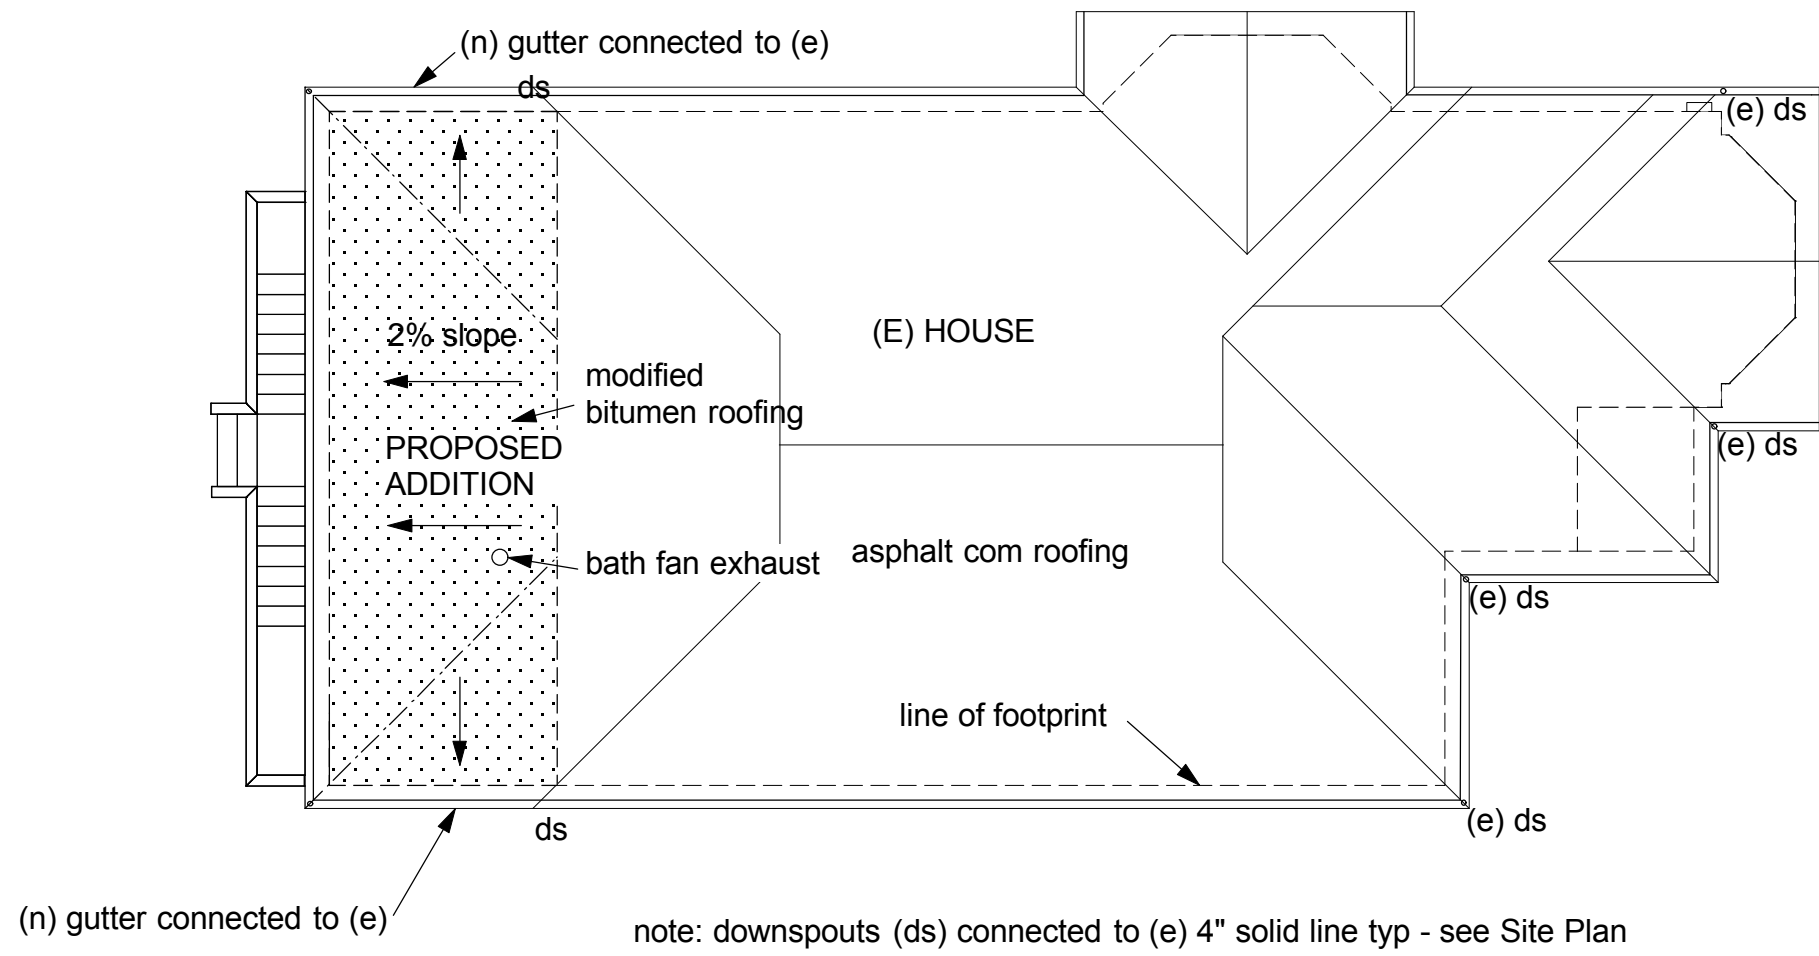 (n) gutter connected to (e)
ds
(e) ds
2% slope
(E) HOUSE
modified
bitumen roofing
PROPOSED
ADDITION
(e) ds
bath fan exhaust
asphalt com roofing
(e) ds
line of footprint
(e) ds
ds
(n) gutter connected to (e)
note: downspouts (ds) connected to (e) 4" solid line typ - see Site Plan